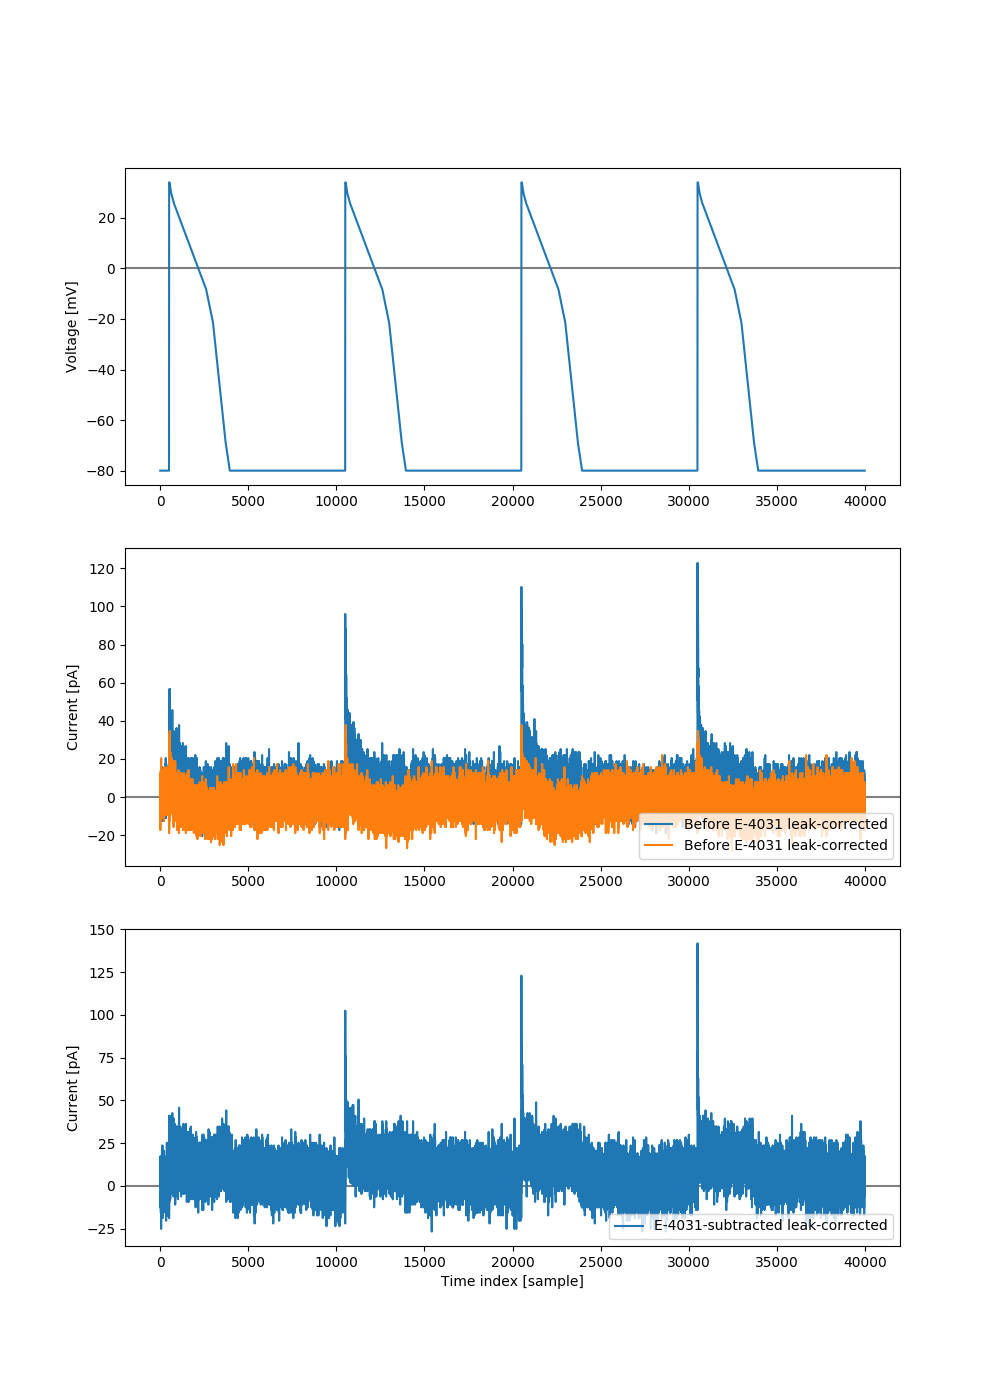 20
0
−20
−40
−60
−80
Voltage [mV]
0 5000 10000 15000 20000 25000 30000 35000 40000
120
100
80
60
40
20
0
−20
Current [pA]
Before E-4031 leak-corrected
Before E-4031 leak-corrected
0 5000 10000 15000 20000 25000 30000 35000 40000
150
125
100
75
50
25
0
−25
Current [pA]
E-4031-subtracted leak-corrected
0 5000 10000 15000 20000 25000 30000 35000 40000
Time index [sample]